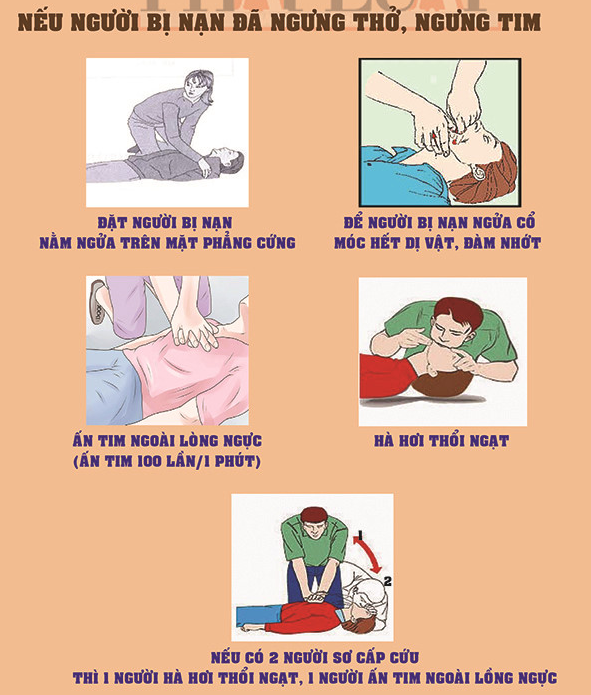 NẾU NGƯỜI BỊ NẠN ĐÃ NGƯNG THỞ, NGƯNG TIM
ĐẶT NGƯỜI BỊ NẠN
NẰM NGỬA TRÊN MẶT PHẲNG CỨNG
ĐỂ NGƯỜI BỊ NẠN NGỬA CỔ
MÓC HẾT DỊ VẬT, ĐÀM NHỚT
ẤN TIM NGOÀI LÒNG NGỰC
(ẤN TIM 100 LẦN/1 PHÚT)
HÀ HƠI THỔI NGẠT
1
2
NẾU CÓ 2 NGƯỜI SƠ CẤP CỨU
THÌ 1 NGƯỜI HÀ HƠI THỔI NGẠT, 1 NGƯỜI ẤN TIM NGOÀI LỒNG NGỰC